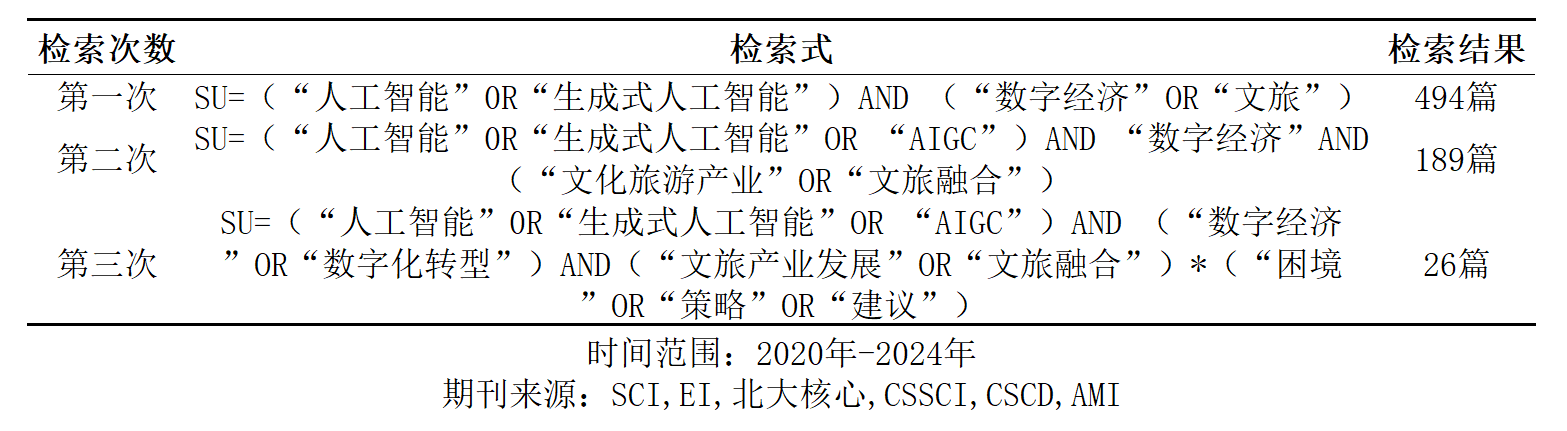 检索次数 检索式 检索结果
第一次 SU=（“人工智能”OR“生成式人工智能”）AND （“数字经济”OR“文旅”） 494篇
SU=（“人工智能”OR“生成式人工智能”OR “AIGC”）AND “数字经济”AND
第二次 189篇
（“文化旅游产业”OR“文旅融合”）
SU=（“人工智能”OR“生成式人工智能”OR “AIGC”）AND （“数字经济
第三次 ”OR“数字化转型”）AND（“文旅产业发展”OR“文旅融合”）*（“困境 26篇
”OR“策略”OR“建议”）
时间范围：2020年-2024年
期刊来源：SCI,EI,北大核心,CSSCI,CSCD,AMI